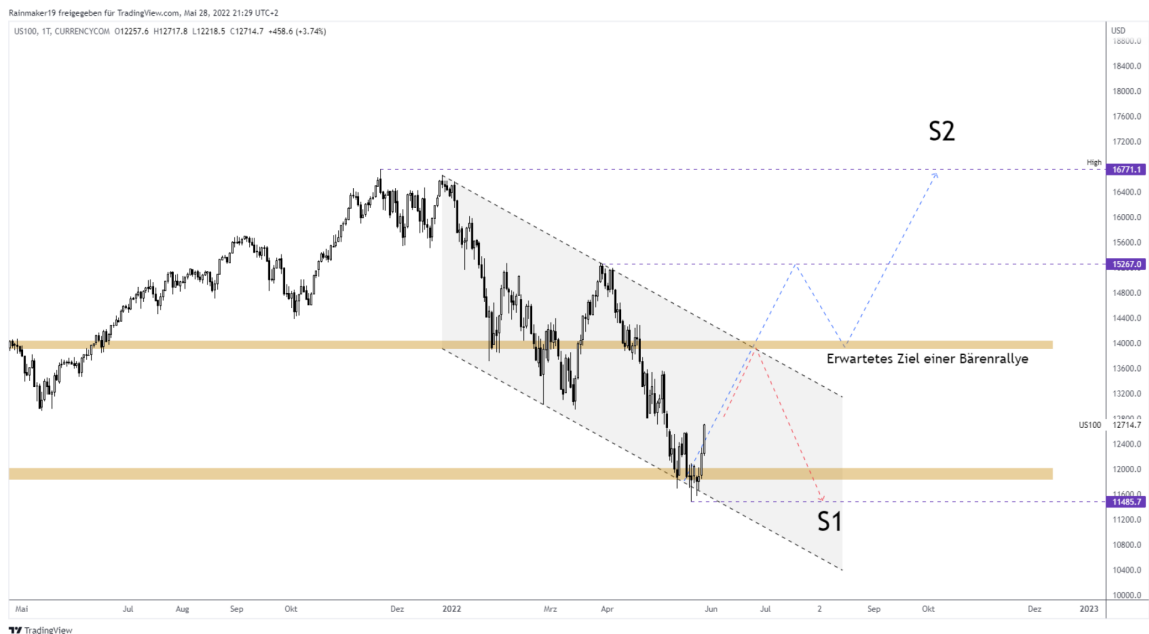 Rainmaker19 freigegeben für TradingView.com, Mai 28, 2022 21:29 UTC+2
US100, 1T, CURRENCYCOM O12257.6 H12717.8 L12218.5 C12714.7 +458.6 (+3.74%)
USD
18800.0
18400.0
18000.0
17600.0
S2
17200.0
High
16771.1
16400.0
16000.0
15600.0
15267.0
14800.0
14400.0
14000.0
Erwartetes Ziel einer Bärenrallye
13600.0
13200.0
12800.0
US100 12714.7
12400.0
12000.0
11600.0
11485.7
S1
11200.0
10800.0
10400.0
10000.0
Mai Jul Aug Sep Okt Dez 2022 Mrz Apr Jun Jul 2 Sep Okt Dez 2023
TradingView